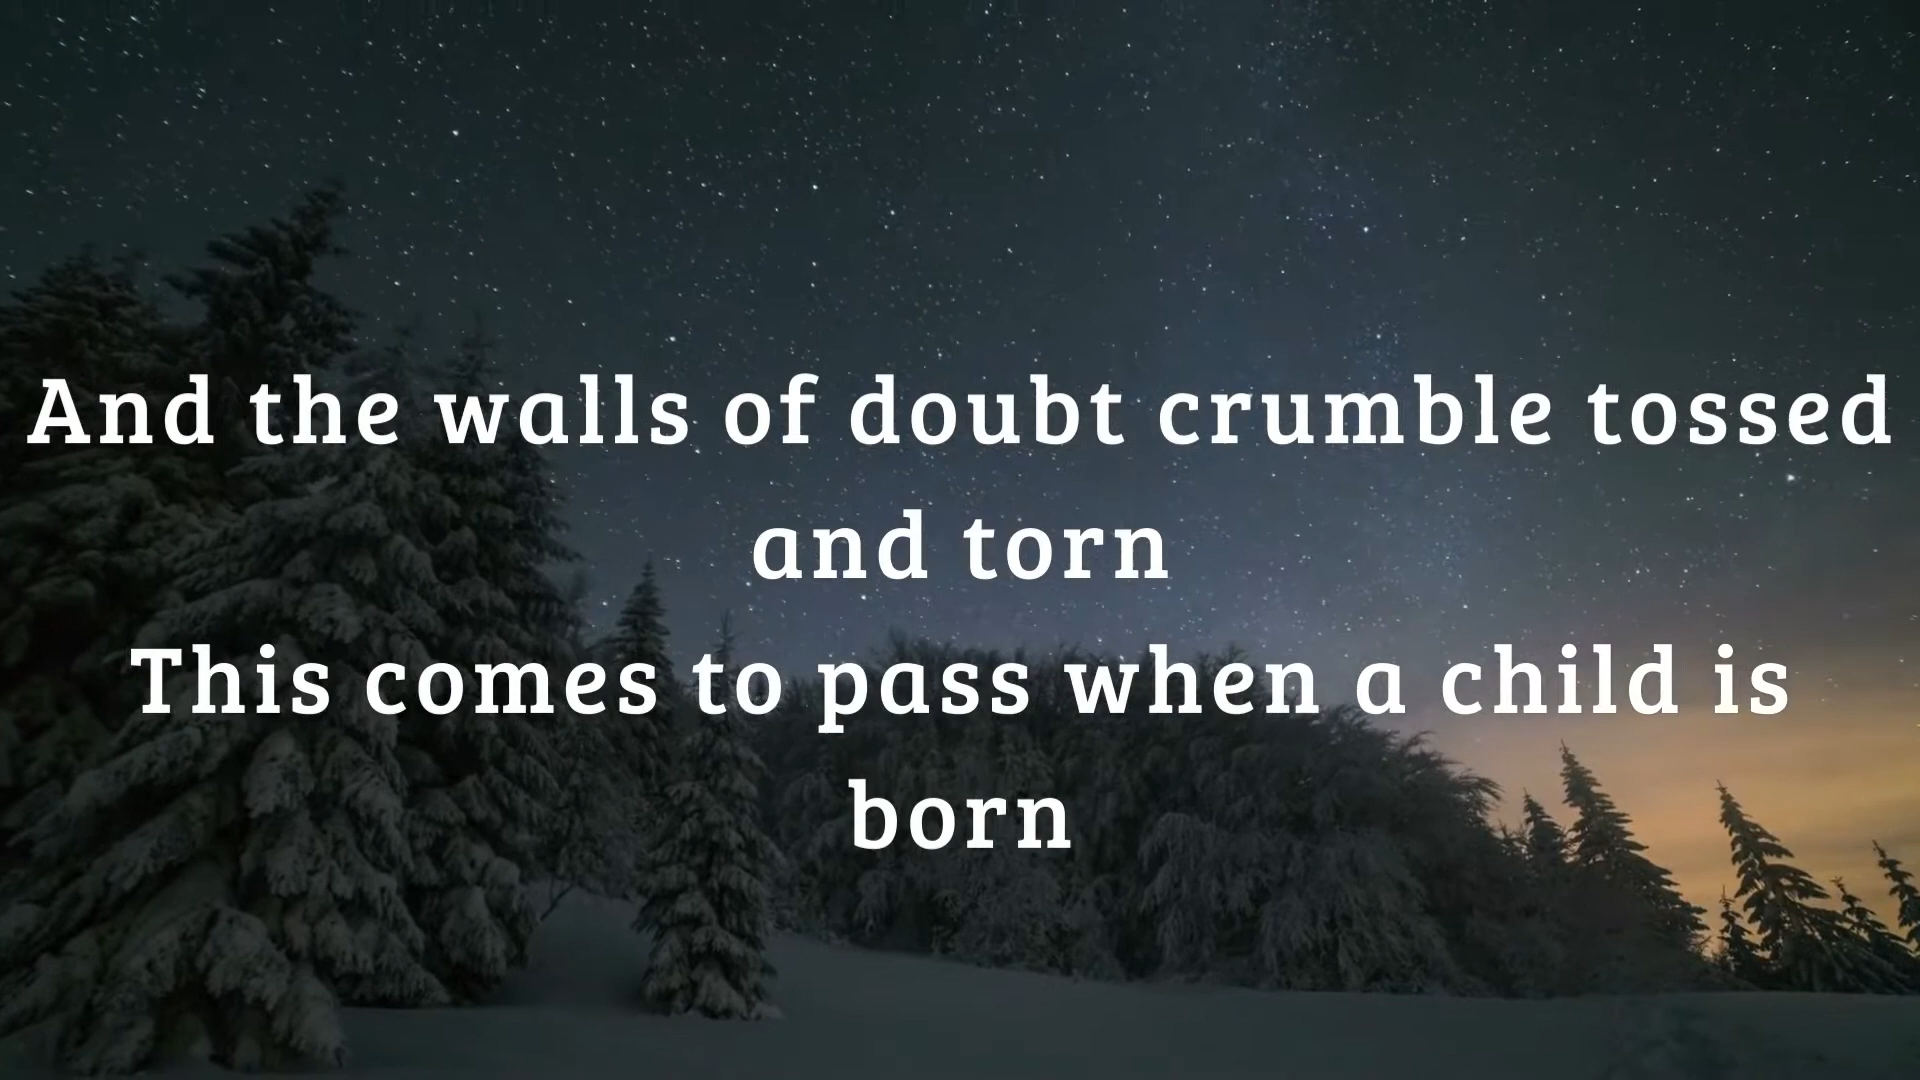 And the walls of doubt crumble tossed
and torn
This comes to pass when a child is
born